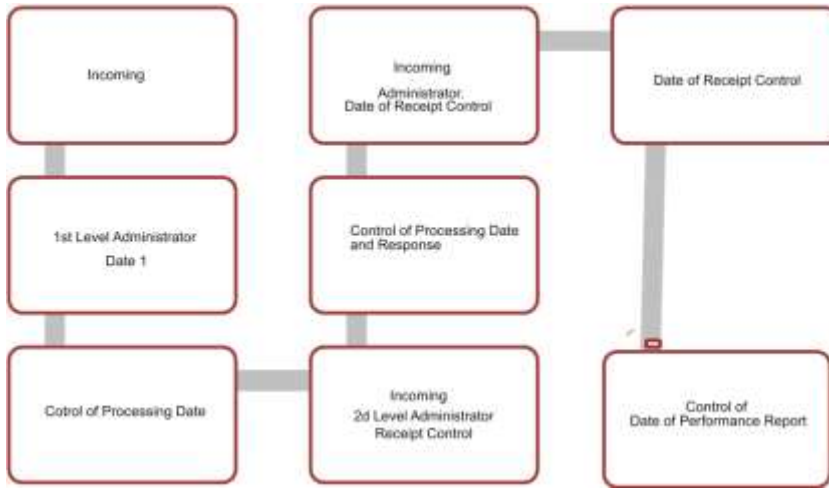 Incoming
1st Level Administrator
Date 1
Cotrol of Processing Date
Incoming
2d Level Administrator
Receipt Control
Control of Processing Date
and Response
Incoming
Administrator.
Date of Receipt Control
Date of Receipt Control
Control of
Date of Performance Report